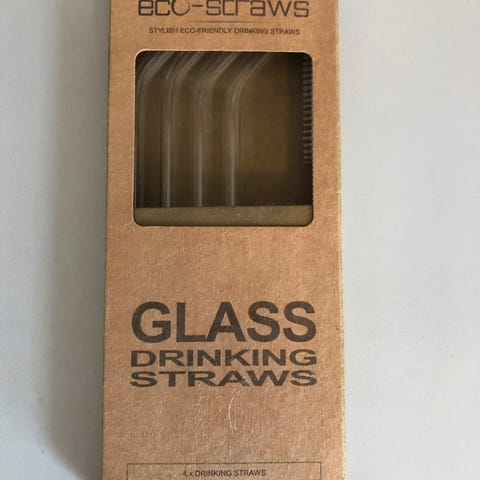 eco-straws
STYLISH ECO-FRIENDLY DRINKING STRAWS
GLASS
DRINKING
STRAWS
4 x DRINKING STRAWS